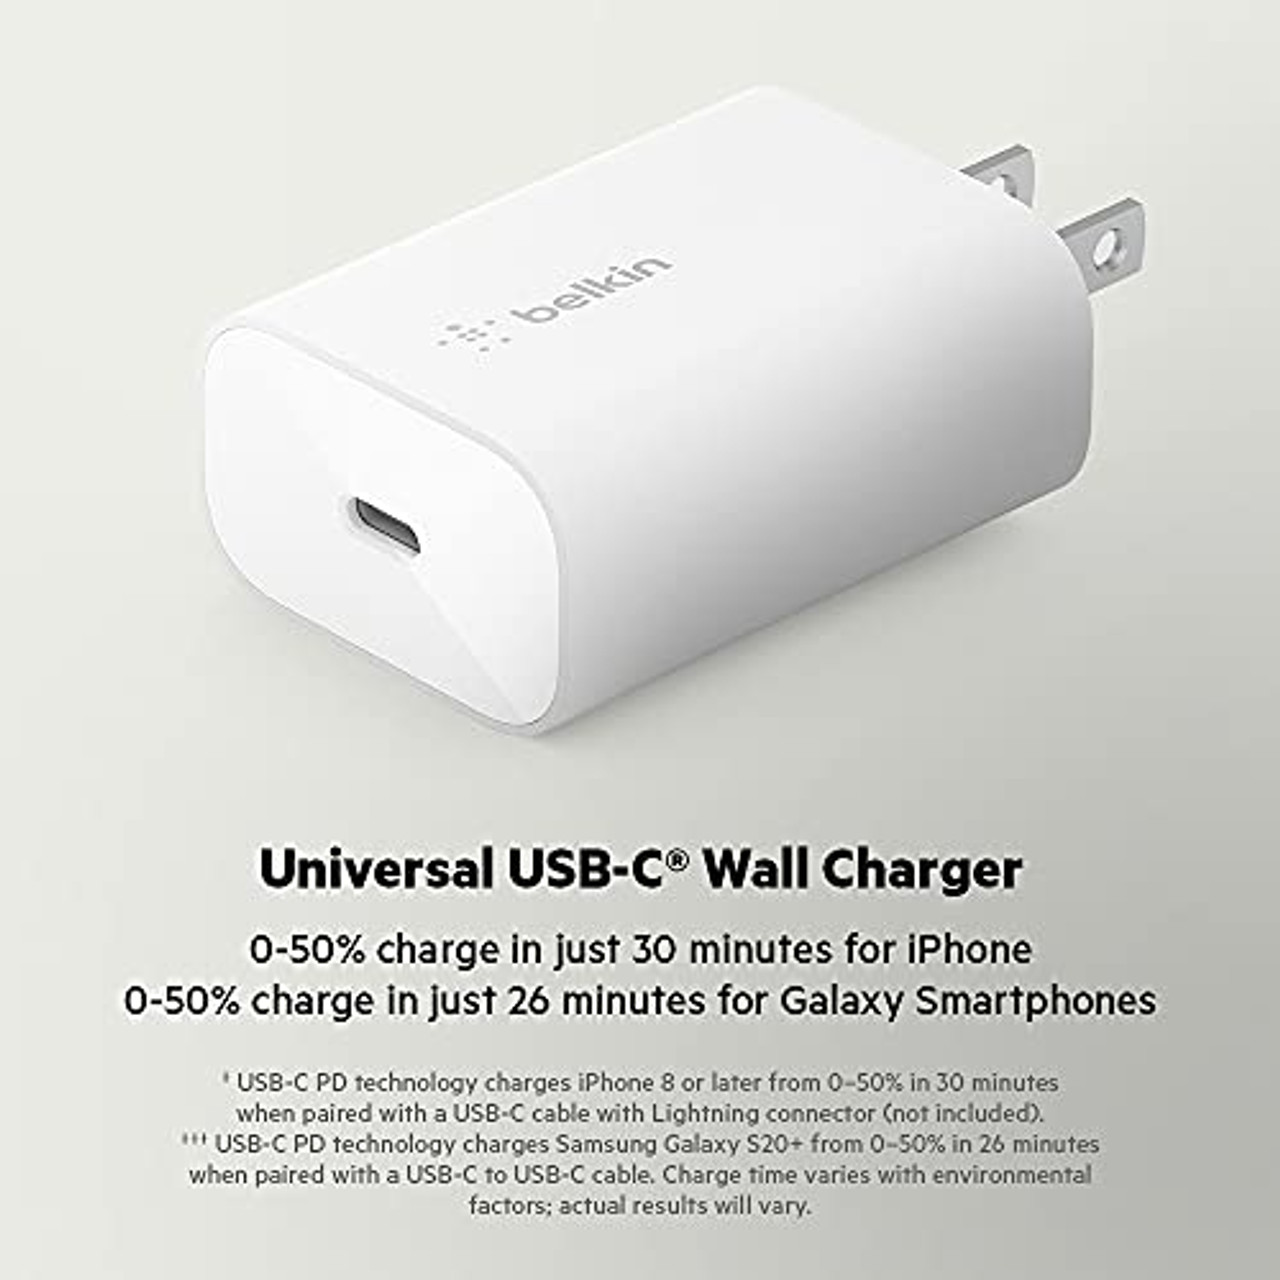 belkin
Universal USB-C® Wall Charger
0-50% charge in just 30 minutes for iPhone
0-50% charge in just 26 minutes for Galaxy Smartphones
† USB-C PD technology charges iPhone 8 or later from 0–50% in 30 minutes
when paired with a USB-C cable with Lightning connector (not included).
††† USB-C PD technology charges Samsung Galaxy S20+ from 0–50% in 26 minutes
when paired with a USB-C to USB-C cable. Charge time varies with environmental
factors; actual results will vary.